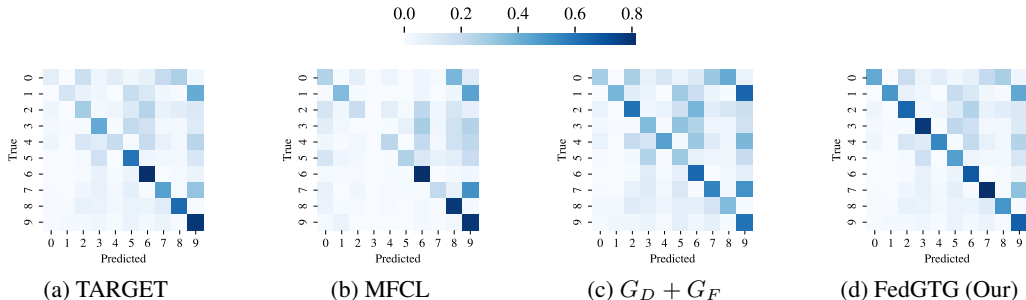 0.0 0.2 0.4 0.6 0.8
True
0 1 2 3 4 5 6 7 8 9
0 1 2 3 4 5 6 7 8 9
Predicted
(a) TARGET
True
0 1 2 3 4 5 6 7 8 9
0 1 2 3 4 5 6 7 8 9
Predicted
(b) MFCL
True
0 1 2 3 4 5 6 7 8 9
0 1 2 3 4 5 6 7 8 9
Predicted
(c) G_D + G_F
True
0 1 2 3 4 5 6 7 8 9
0 1 2 3 4 5 6 7 8 9
Predicted
(d) FedGTG (Our)